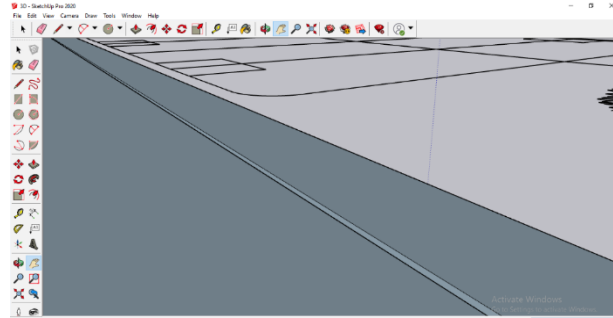 3D - SketchUp Pro 2020
File Edit View Camera Draw Tools Window Help
Activate Windows
Go to Settings to activate Windows.